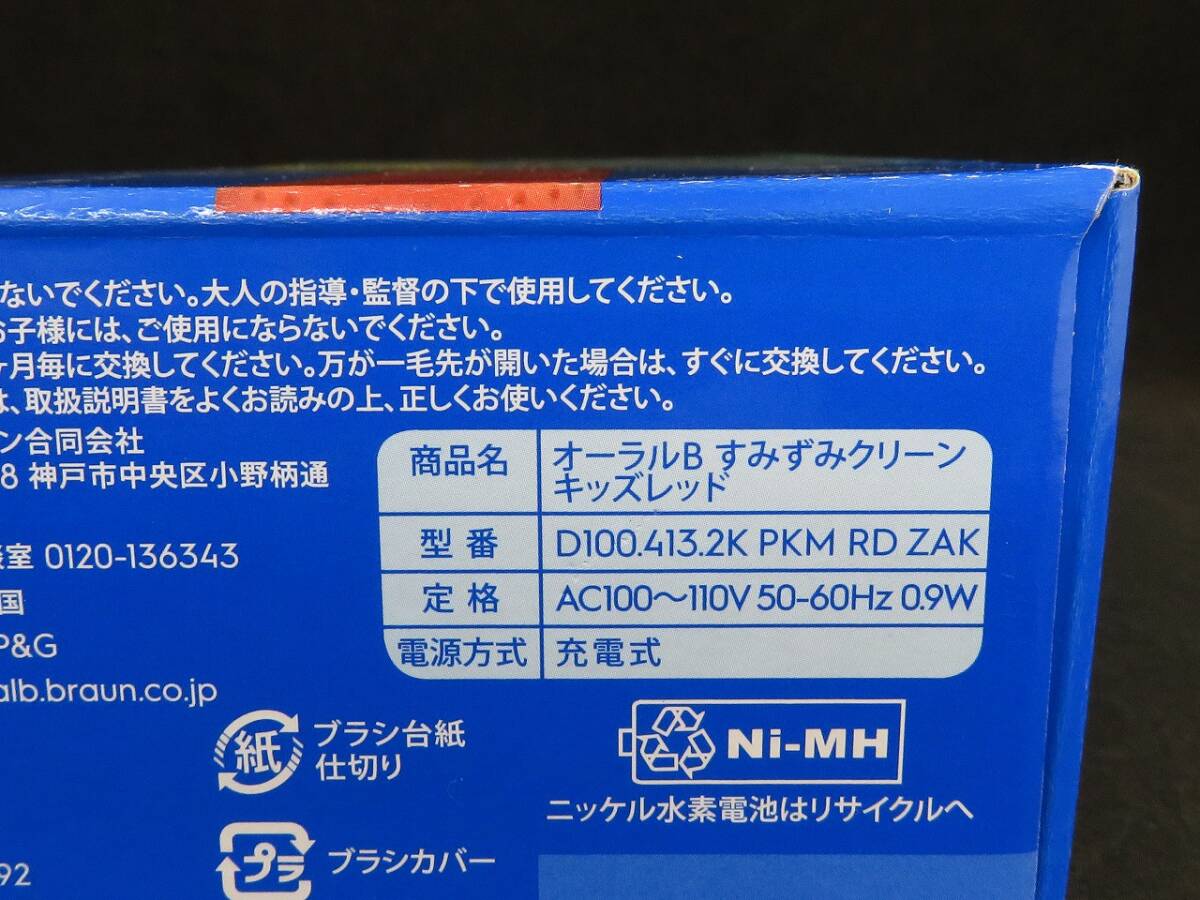 ないでください。大人の指導・監督の下で使用してください。
お子様には、ご使用にならないでください。
ヶ月毎に交換してください。万が一毛先が開いた場合は、すぐに交換してください。
は、取扱説明書をよくお読みの上、正しくお使いください。
ン合同会社
8 神戸市中央区小野柄通
室 0120-136343
国
P&G
alb.braun.co.jp
商品名 オーラルB すみずみクリーン
キッズレッド
型番 D100.413.2K PKM RD ZAK
定格 AC100～110V 50-60Hz 0.9W
電源方式 充電式
紙 ブラシ台紙
仕切り
Ni-MH
ニッケル水素電池はリサイクルへ
プラ ブラシカバー
92